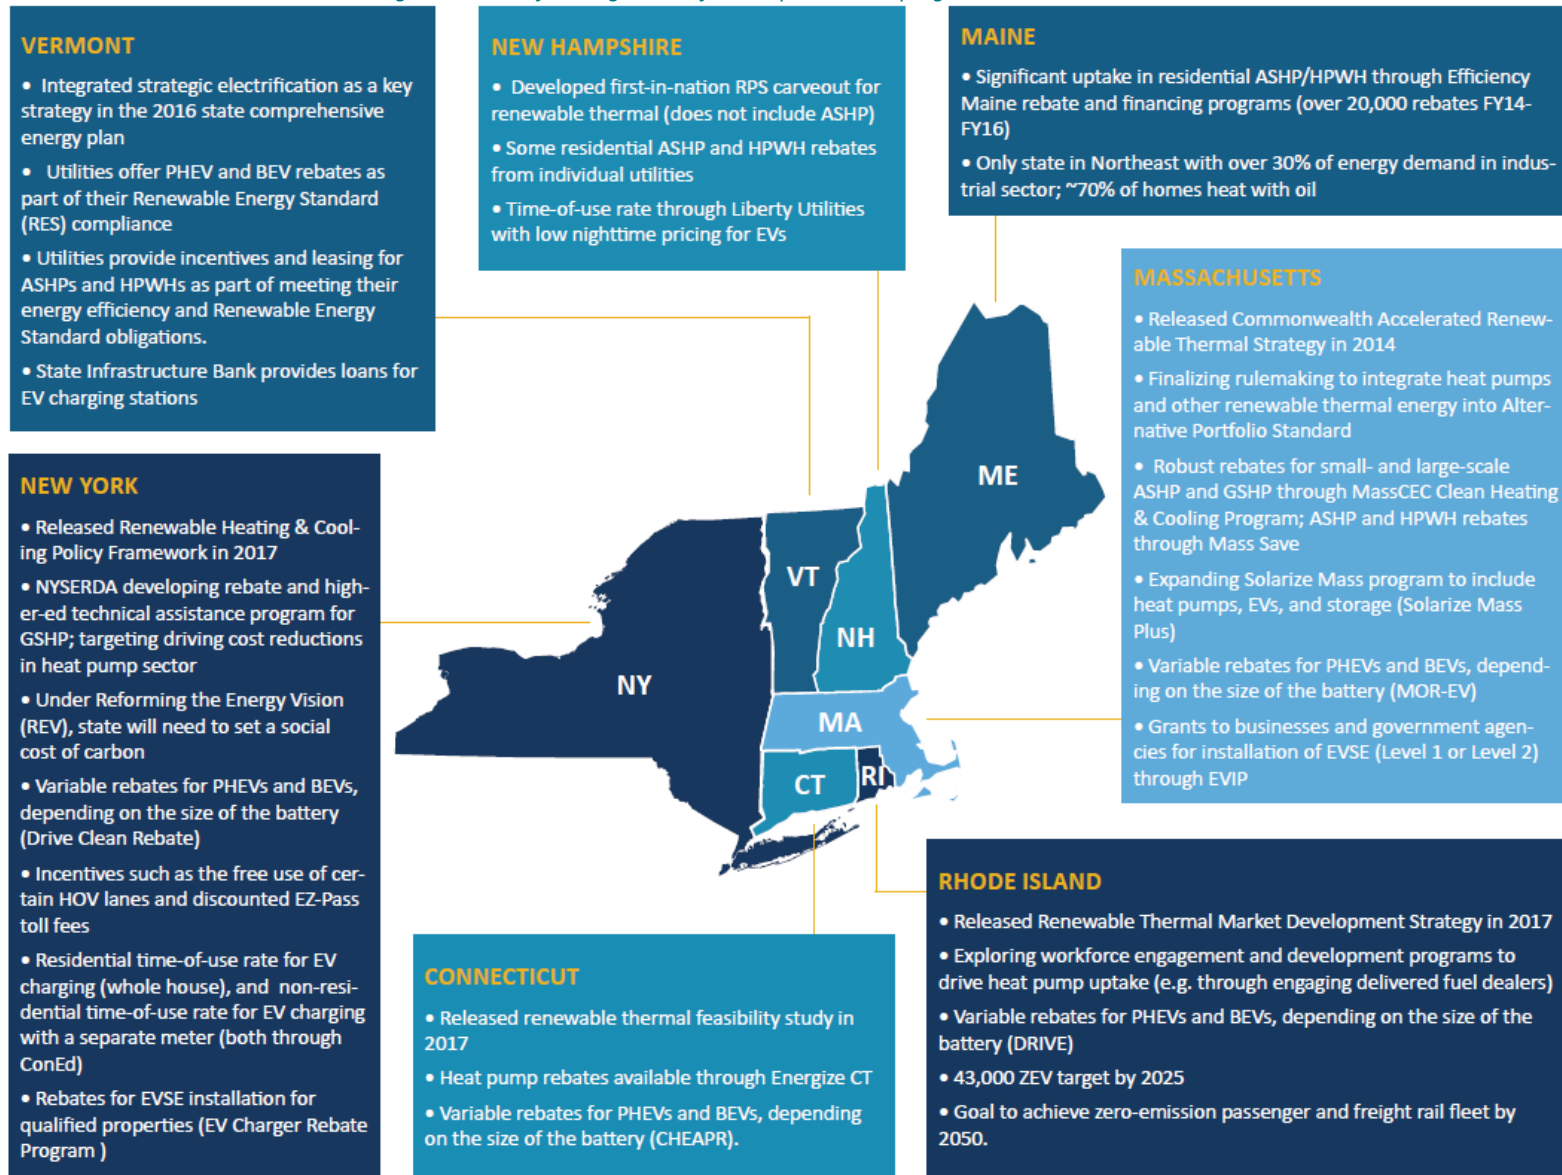 VERMONT
• Integrated strategic electrification as a key
strategy in the 2016 state comprehensive
energy plan
• Utilities offer PHEV and BEV rebates as
part of their Renewable Energy Standard
(RES) compliance
• Utilities provide incentives and leasing for
ASHPs and HPWHs as part of meeting their
energy efficiency and Renewable Energy
Standard obligations.
• State Infrastructure Bank provides loans for
EV charging stations
NEW HAMPSHIRE
• Developed first-in-nation RPS carveout for
renewable thermal (does not include ASHP)
• Some residential ASHP and HPWH rebates
from individual utilities
• Time-of-use rate through Liberty Utilities
with low nighttime pricing for EVs
MAINE
• Significant uptake in residential ASHP/HPWH through Efficiency
Maine rebate and financing programs (over 20,000 rebates FY14-
FY16)
• Only state in Northeast with over 30% of energy demand in indus-
trial sector; ~70% of homes heat with oil
MASSACHUSETTS
• Released Commonwealth Accelerated Renew-
able Thermal Strategy in 2014
• Finalizing rulemaking to integrate heat pumps
and other renewable thermal energy into Alter-
native Portfolio Standard
• Robust rebates for small- and large-scale
ASHP and GSHP through MassCEC Clean Heating
& Cooling Program; ASHP and HPWH rebates
through Mass Save
• Expanding Solarize Mass program to include
heat pumps, EVs, and storage (Solarize Mass
Plus)
• Variable rebates for PHEVs and BEVs, depend-
ing on the size of the battery (MOR-EV)
• Grants to businesses and government agen-
cies for installation of EVSE (Level 1 or Level 2)
through EVIP
NEW YORK
• Released Renewable Heating & Cool-
ing Policy Framework in 2017
• NYSERDA developing rebate and high-
er-ed technical assistance program for
GSHP; targeting driving cost reductions
in heat pump sector
• Under Reforming the Energy Vision
(REV), state will need to set a social
cost of carbon
• Variable rebates for PHEVs and BEVs,
depending on the size of the battery
(Drive Clean Rebate)
• Incentives such as the free use of cer-
tain HOV lanes and discounted EZ-Pass
toll fees
• Residential time-of-use rate for EV
charging (whole house), and non-resi-
dential time-of-use rate for EV charging
with a separate meter (both through
ConEd)
• Rebates for EVSE installation for
qualified properties (EV Charger Rebate
Program )
ME
VT
NH
NY
MA
CT
RI
CONNECTICUT
• Released renewable thermal feasibility study in
2017
• Heat pump rebates available through Energize CT
• Variable rebates for PHEVs and BEVs, depending
on the size of the battery (CHEAPR).
RHODE ISLAND
• Released Renewable Thermal Market Development Strategy in 2017
• Exploring workforce engagement and development programs to
drive heat pump uptake (e.g. through engaging delivered fuel dealers)
• Variable rebates for PHEVs and BEVs, depending on the size of the
battery (DRIVE)
• 43,000 ZEV target by 2025
• Goal to achieve zero-emission passenger and freight rail fleet by
2050.